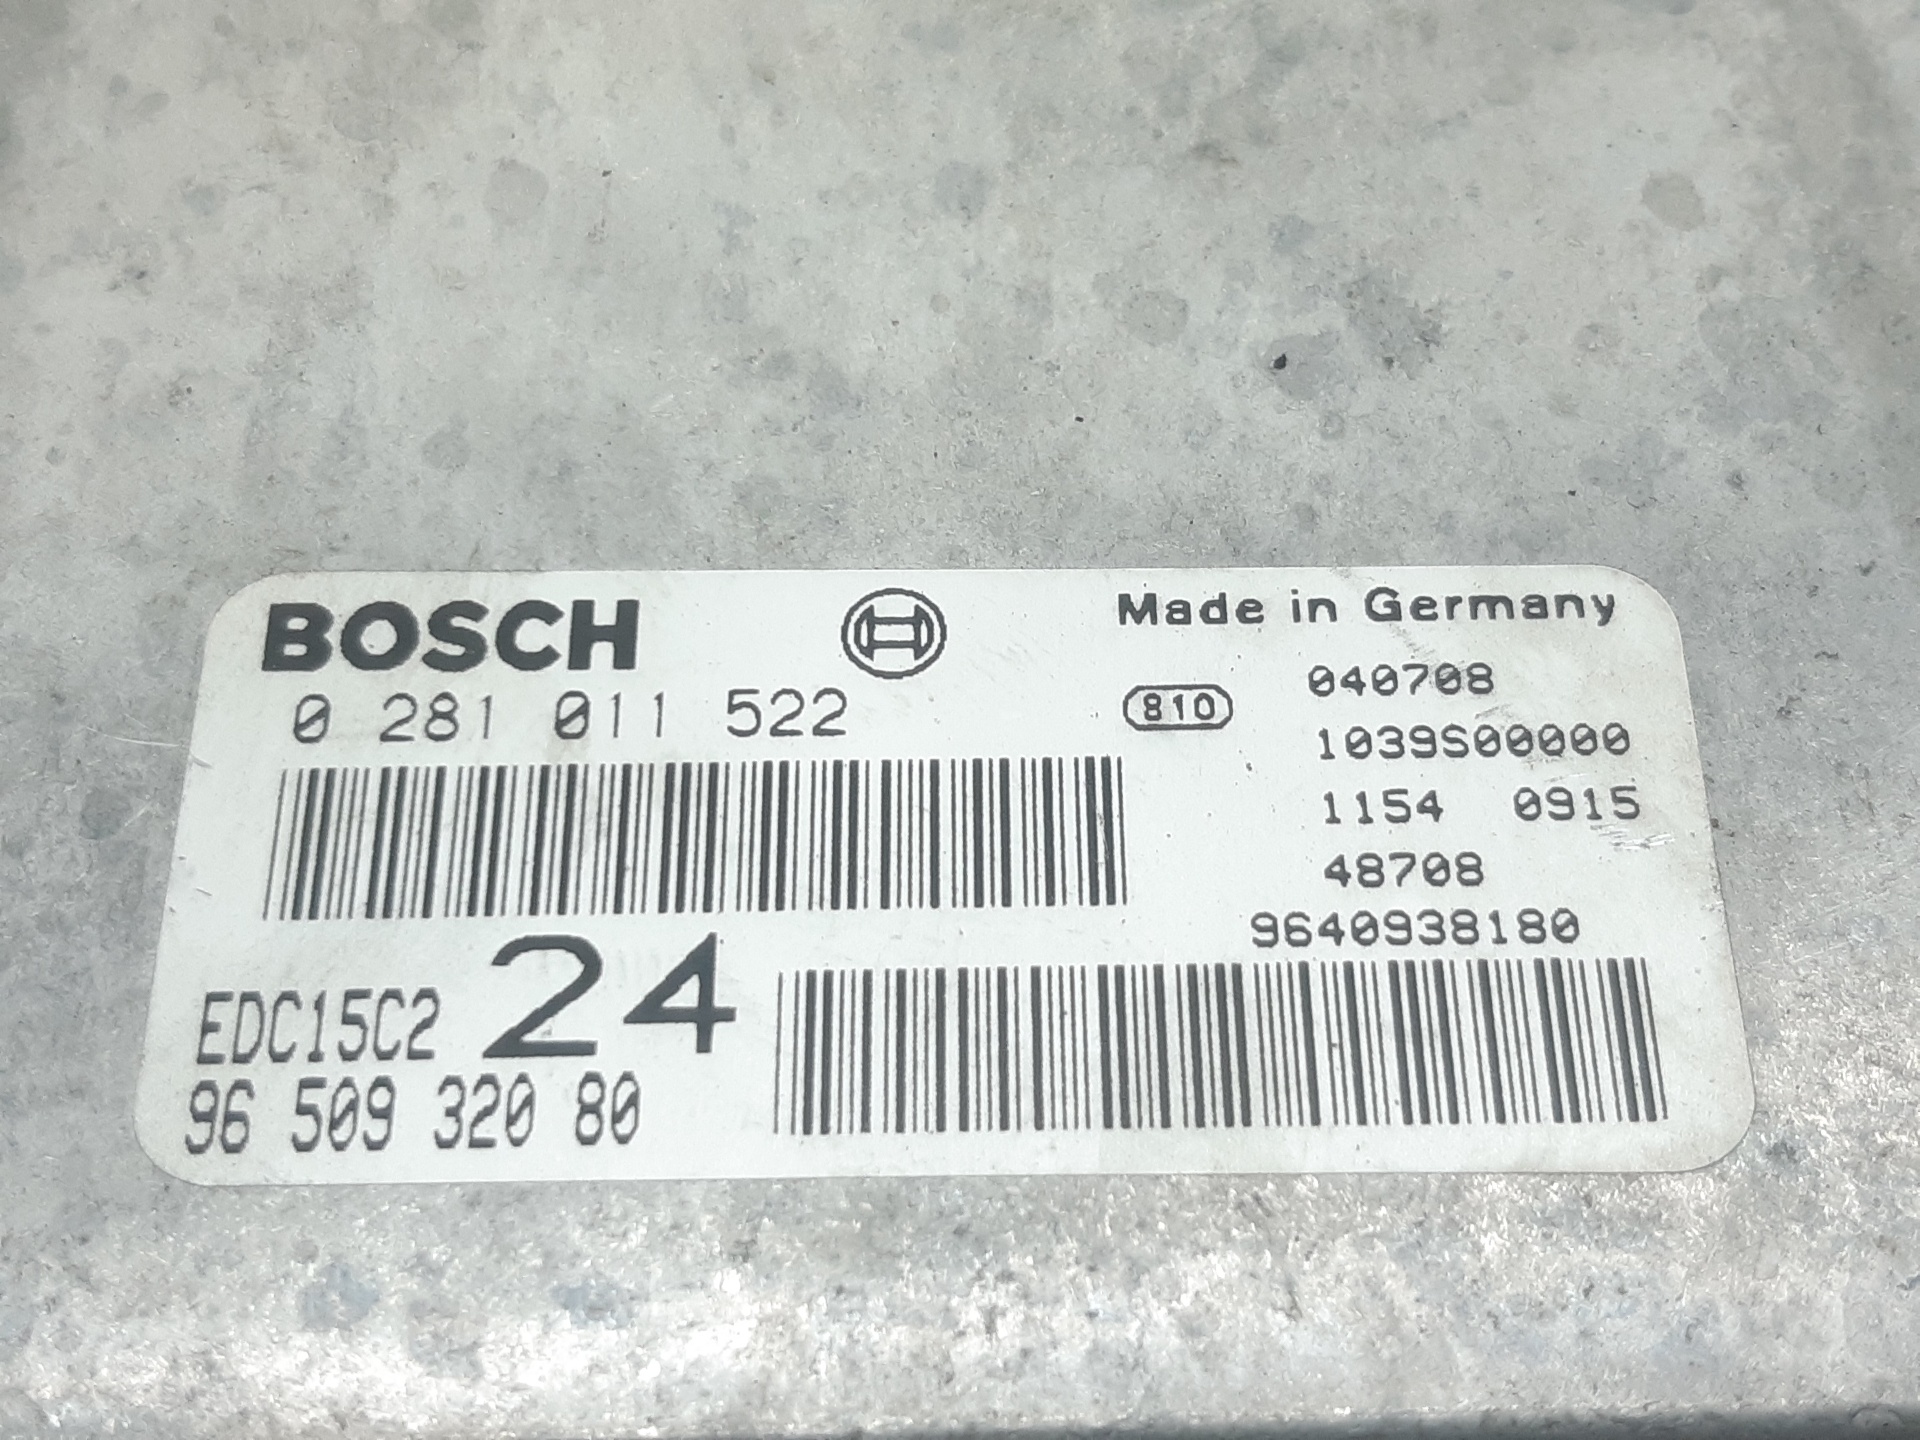 BOSCH
Made in Germany
0 281 011 522
810
040708
1039S00000
1154 0915
48708
9640938180
EDC15C2 24
96 509 320 80